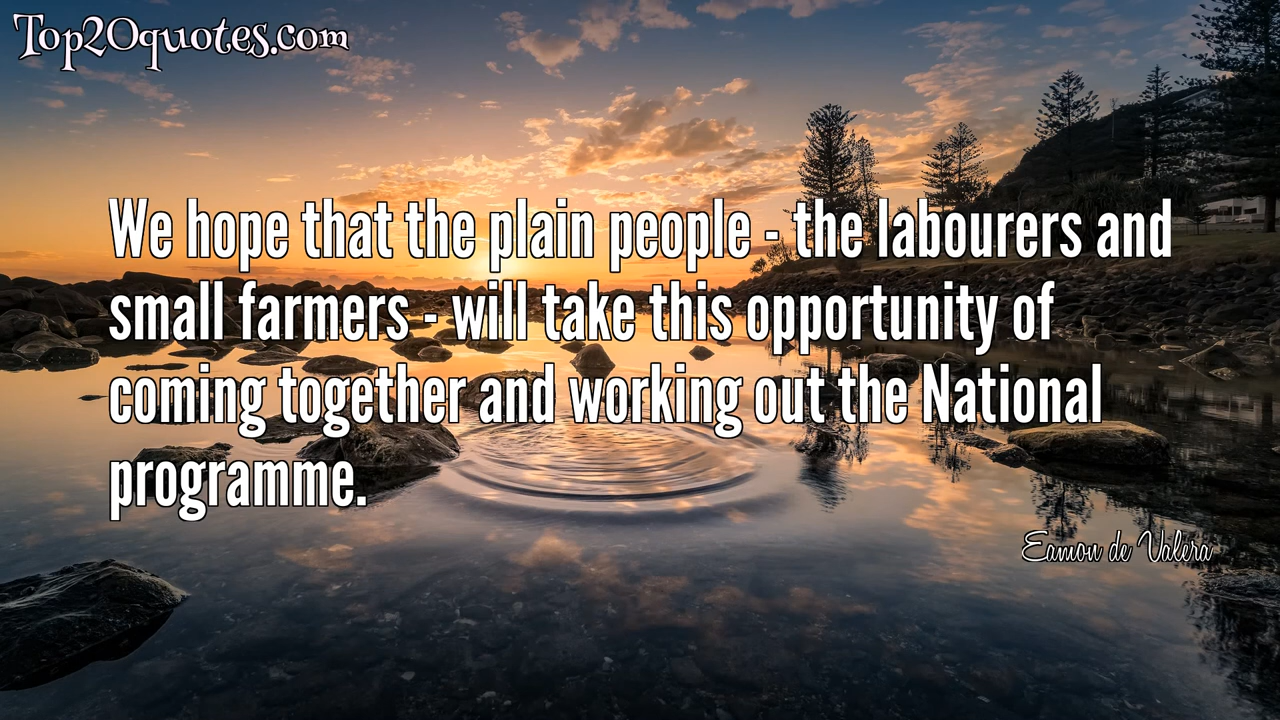 Top20quotes.com
We hope that the plain people - the labourers and
small farmers - will take this opportunity of
coming together and working out the National
programme.
Eamon de Valera